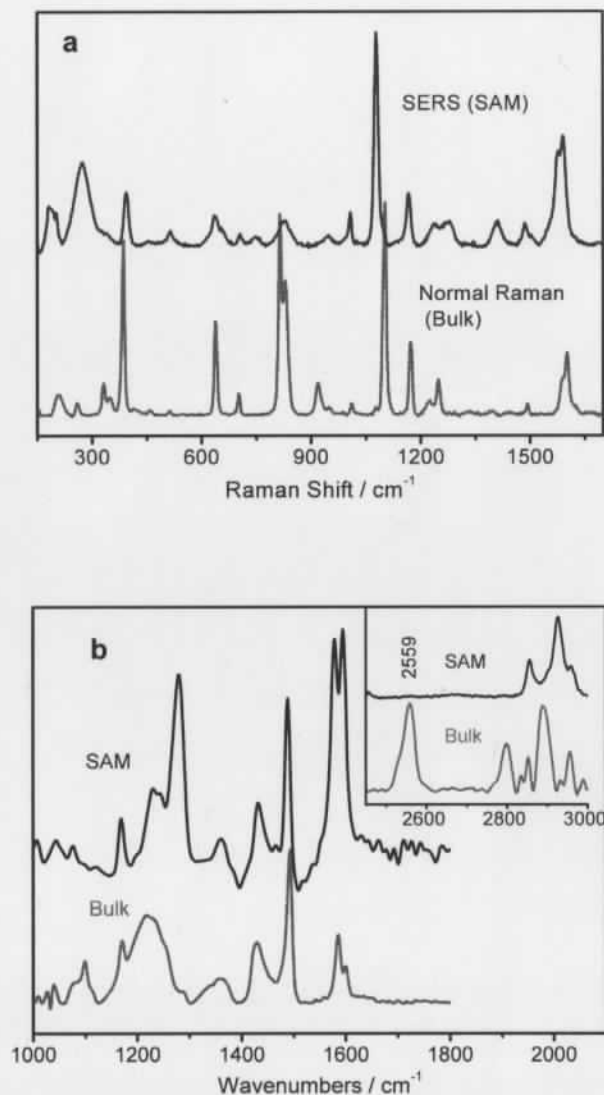 a
SERS (SAM)
Normal Raman
(Bulk)
300 600 900 1200 1500
Raman Shift / cm⁻¹
b
SAM
Bulk
2559
SAM
Bulk
2600 2800 3000
1000 1200 1400 1600 1800 2000
Wavenumbers / cm⁻¹